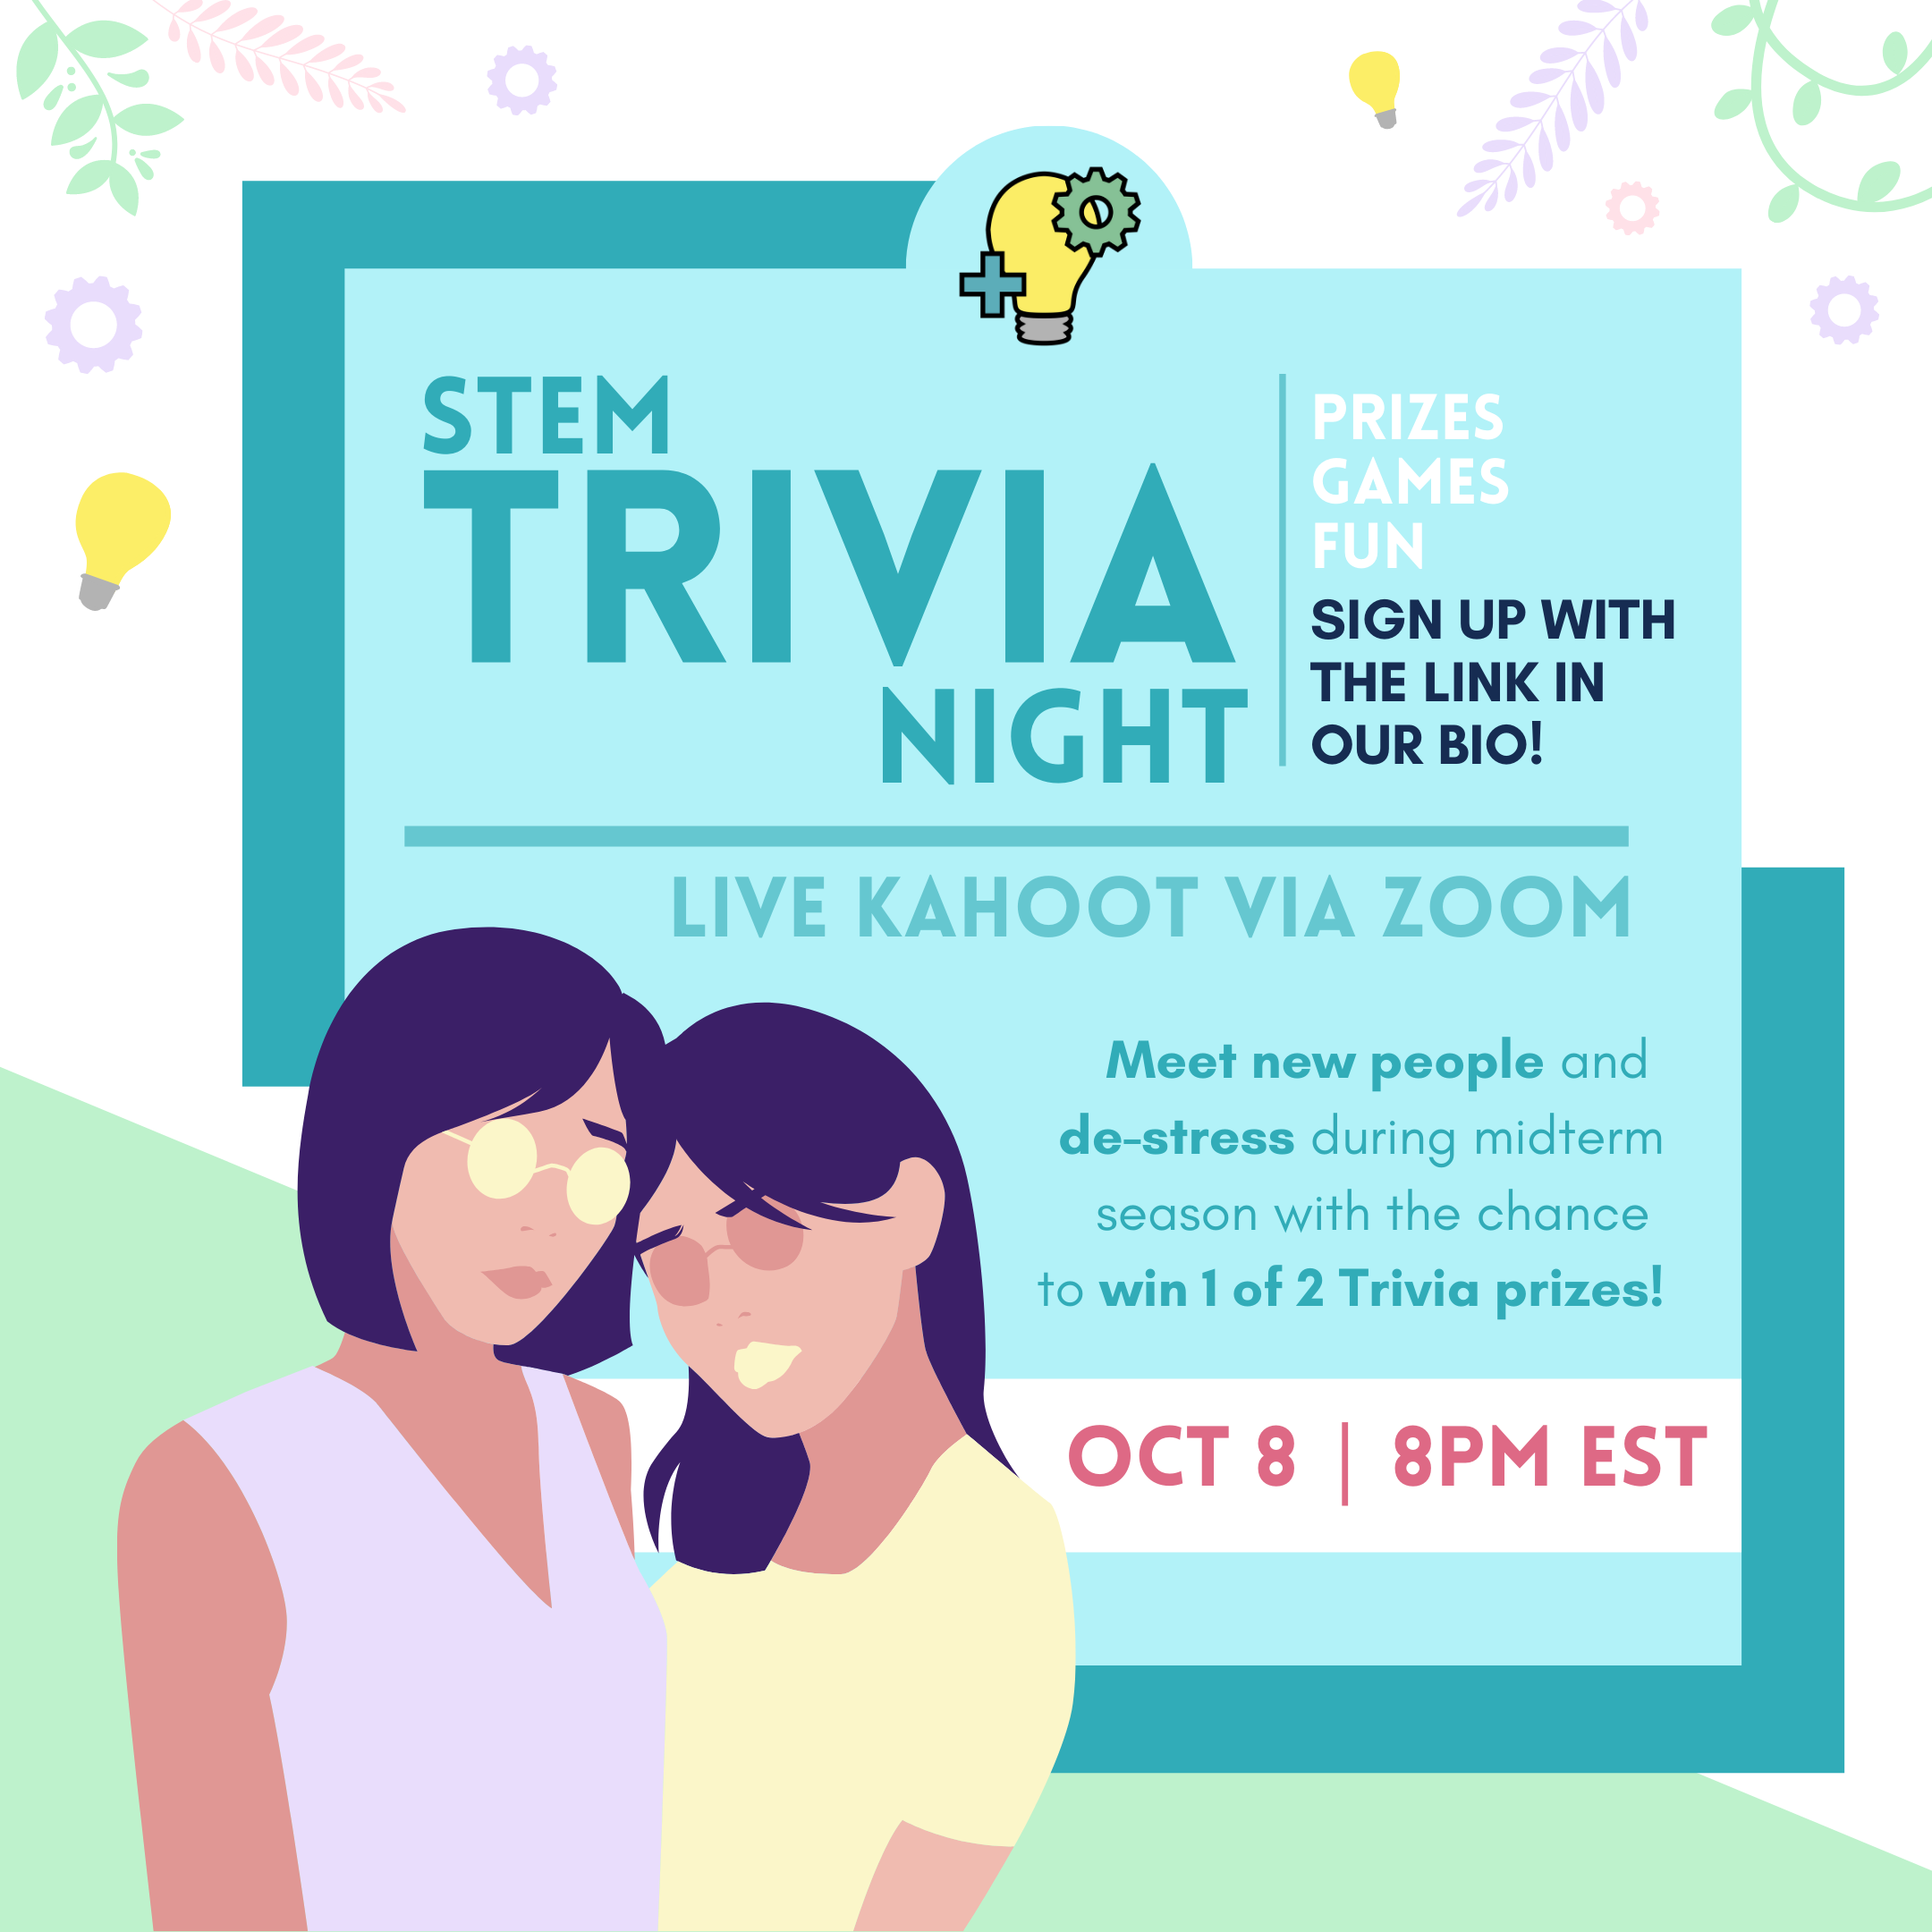 STEM
TRIVIA
NIGHT
PRIZES
GAMES
FUN
SIGN UP WITH
THE LINK IN
OUR BIO!
LIVE KAHOOT VIA ZOOM
Meet new people and
de-stress during midterm
season with the chance
to win 1 of 2 Trivia prizes!
OCT 8 | 8PM EST